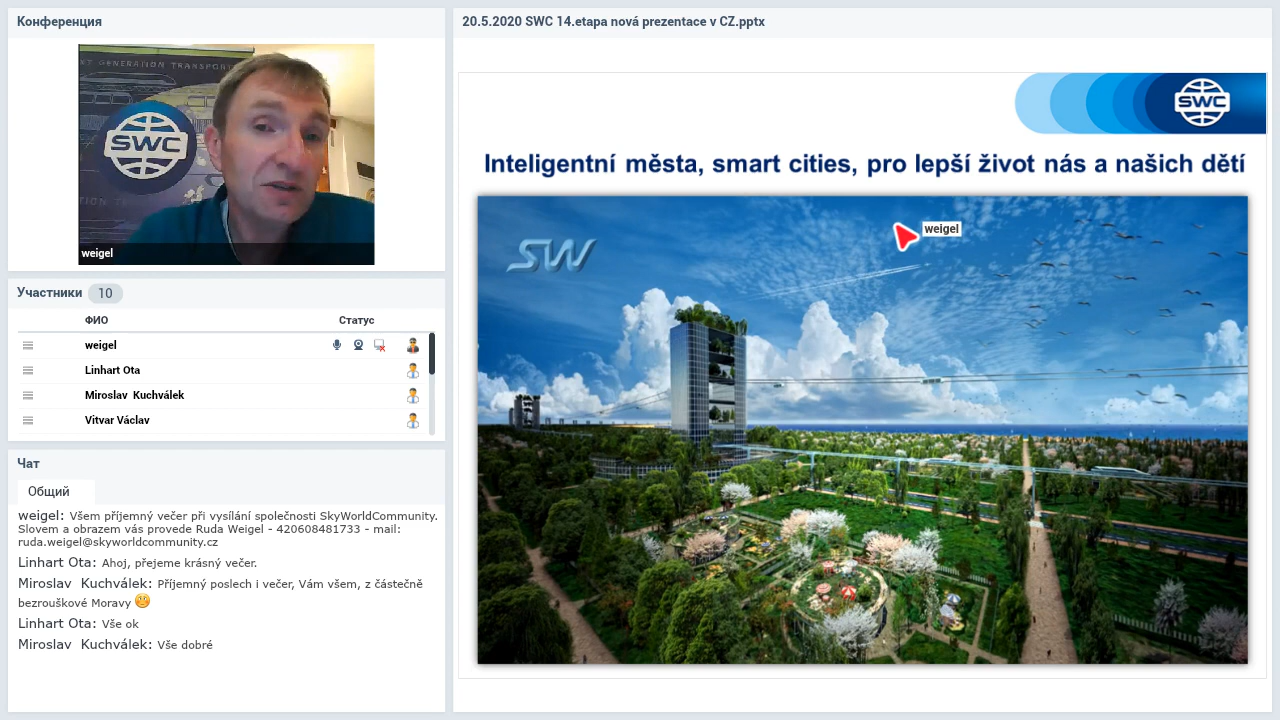 Конференция
NEXT GENERATION TRANSPORT
SWC
weigel
Участники 10
ФИО Статус
weigel
Linhart Ota
Miroslav Kuchválek
Vitvar Václav
Чат
Общий
weigel: Všem příjemný večer při vysílání společnosti SkyWorldCommunity.
Slovem a obrazem vás provede Ruda Weigel - 420608481733 - mail:
ruda.weigel@skyworldcommunity.cz
Linhart Ota: Ahoj, přejeme krásný večer.
Miroslav Kuchválek: Příjemný poslech i večer, Vám všem, z částečně
bezrouškové Moravy
Linhart Ota: Vše ok
Miroslav Kuchválek: Vše dobré
20.5.2020 SWC 14.etapa nová prezentace v CZ.pptx
SWC
Inteligentní města, smart cities, pro lepší život nás a našich dětí
SW
weigel